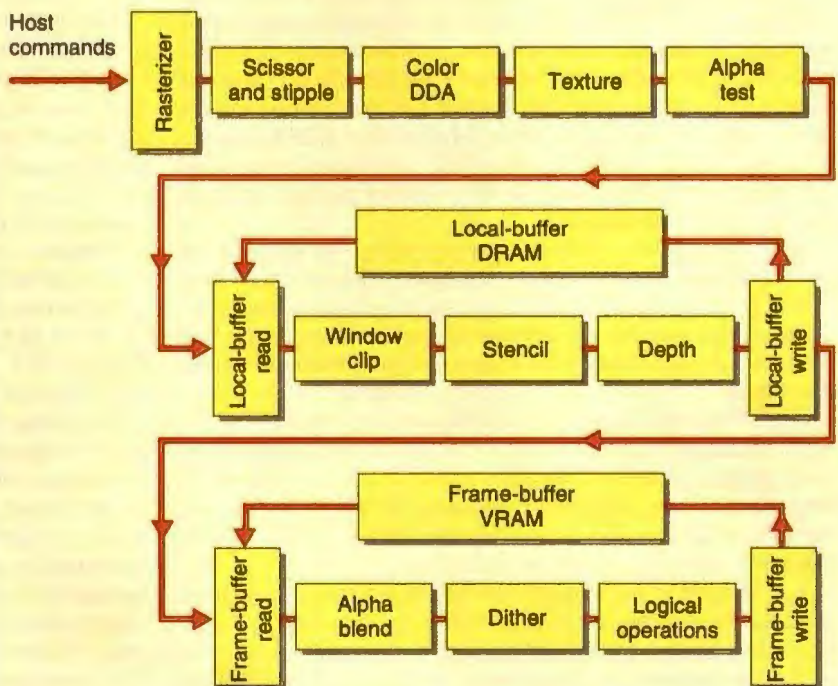 Host
commands
Rasterizer
Scissor
and stipple
Color
DDA
Texture
Alpha
test
Local-buffer
DRAM
Local-buffer
read
Window
clip
Stencil
Depth
Local-buffer
write
Frame-buffer
VRAM
Frame-buffer
read
Alpha
blend
Dither
Logical
operations
Frame-buffer
write